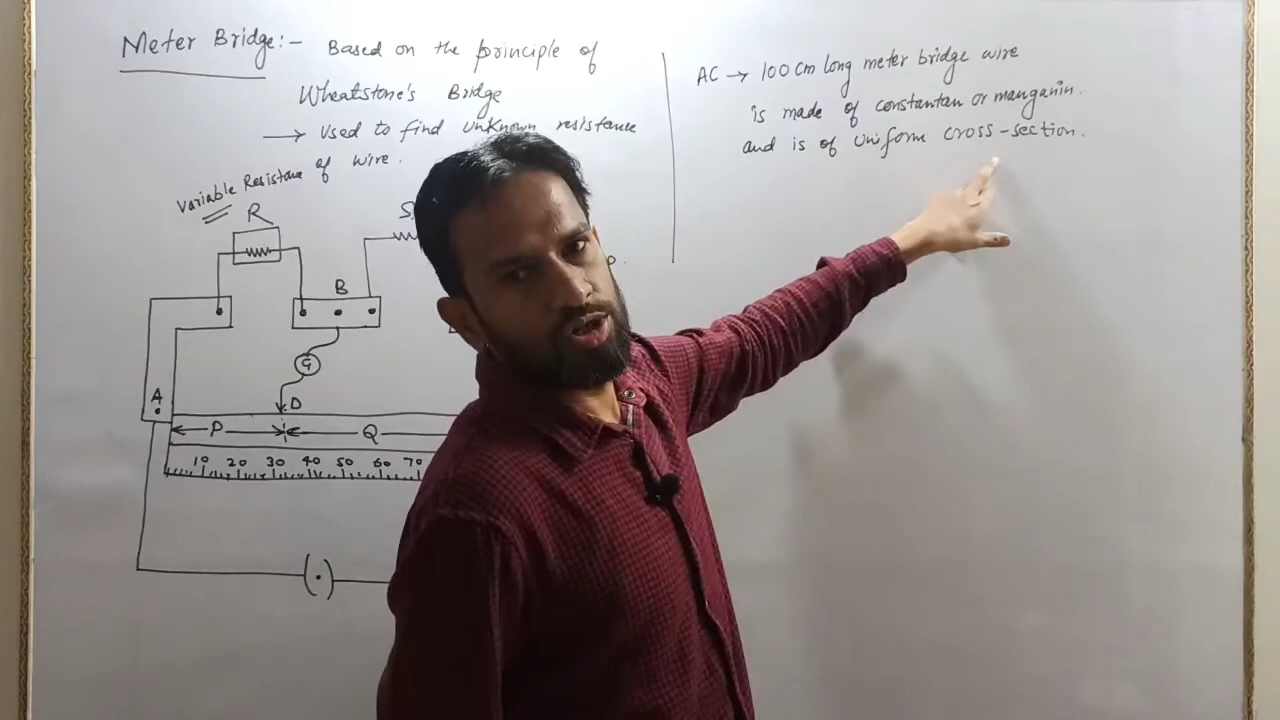 Meter Bridge:- Based on the principle of
Wheatstone's Bridge
→ Used to find unknown resistance
of wire.
Variable Resistance
R
S
B
G
D
A
P Q
10 20 30 40 50 60 70
AC → 100 cm long meter bridge wire
is made of constantan or manganin.
and is of uniform cross-section.